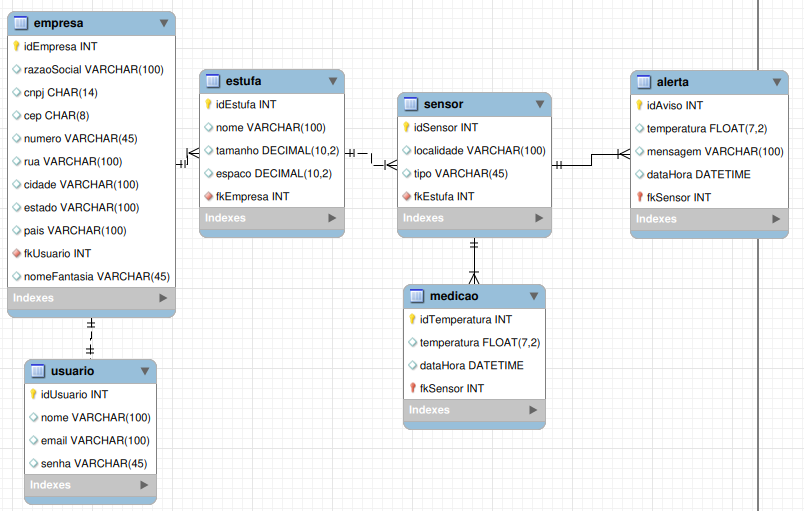 empresa
idEmpresa INT
razaoSocial VARCHAR(100)
cnpj CHAR(14)
cep CHAR(8)
numero VARCHAR(45)
rua VARCHAR(100)
cidade VARCHAR(100)
estado VARCHAR(100)
pais VARCHAR(100)
fkUsuario INT
nomeFantasia VARCHAR(45)
Indexes
usuario
idUsuario INT
nome VARCHAR(100)
email VARCHAR(100)
senha VARCHAR(45)
Indexes
estufa
idEstufa INT
nome VARCHAR(100)
tamanho DECIMAL(10,2)
espaco DECIMAL(10,2)
fkEmpresa INT
Indexes
sensor
idSensor INT
localidade VARCHAR(100)
tipo VARCHAR(45)
fkEstufa INT
Indexes
medicao
idTemperatura INT
temperatura FLOAT(7,2)
dataHora DATETIME
fkSensor INT
Indexes
alerta
idAviso INT
temperatura FLOAT(7,2)
mensagem VARCHAR(100)
dataHora DATETIME
fkSensor INT
Indexes